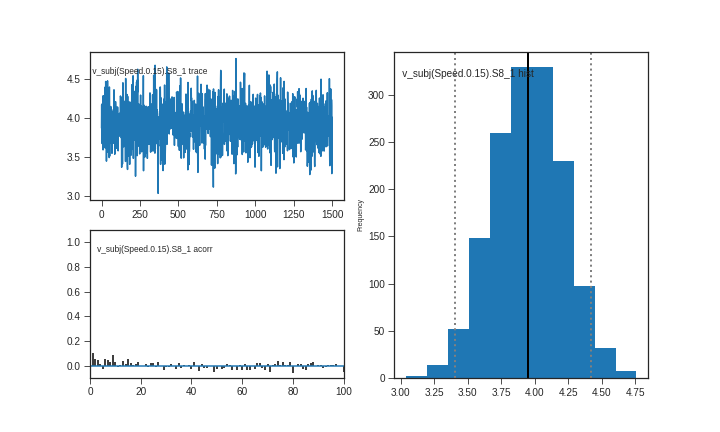 v_subj(Speed.0.15).S8_1 trace
4.5
4.0
3.5
3.0
0 250 500 750 1000 1250 1500
v_subj(Speed.0.15).S8_1 acorr
1.0
0.8
0.6
0.4
0.2
0.0
0 20 40 60 80 100
v_subj(Speed.0.15).S8_1 hist
Frequency
300
250
200
150
100
50
0
3.00 3.25 3.50 3.75 4.00 4.25 4.50 4.75